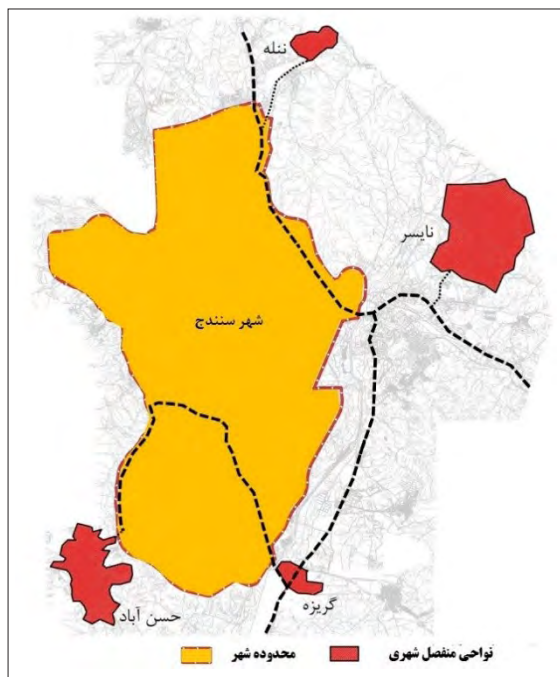 ننله
نایسر
شهر سنندج
گریزه
حسن آباد
نواحی منفصل شهری
محدوده شهر